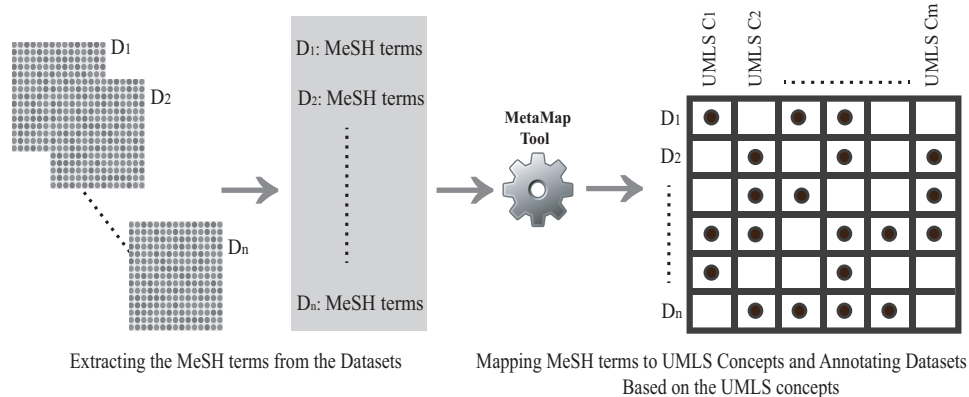 D1
D2
Dn
D1: MeSH terms
D2: MeSH terms
Dn: MeSH terms
MetaMap
Tool
UMLS C1
UMLS C2
UMLS Cm
D1
D2
Dn
Extracting the MeSH terms from the Datasets
Mapping MeSH terms to UMLS Concepts and Annotating Datasets
Based on the UMLS concepts